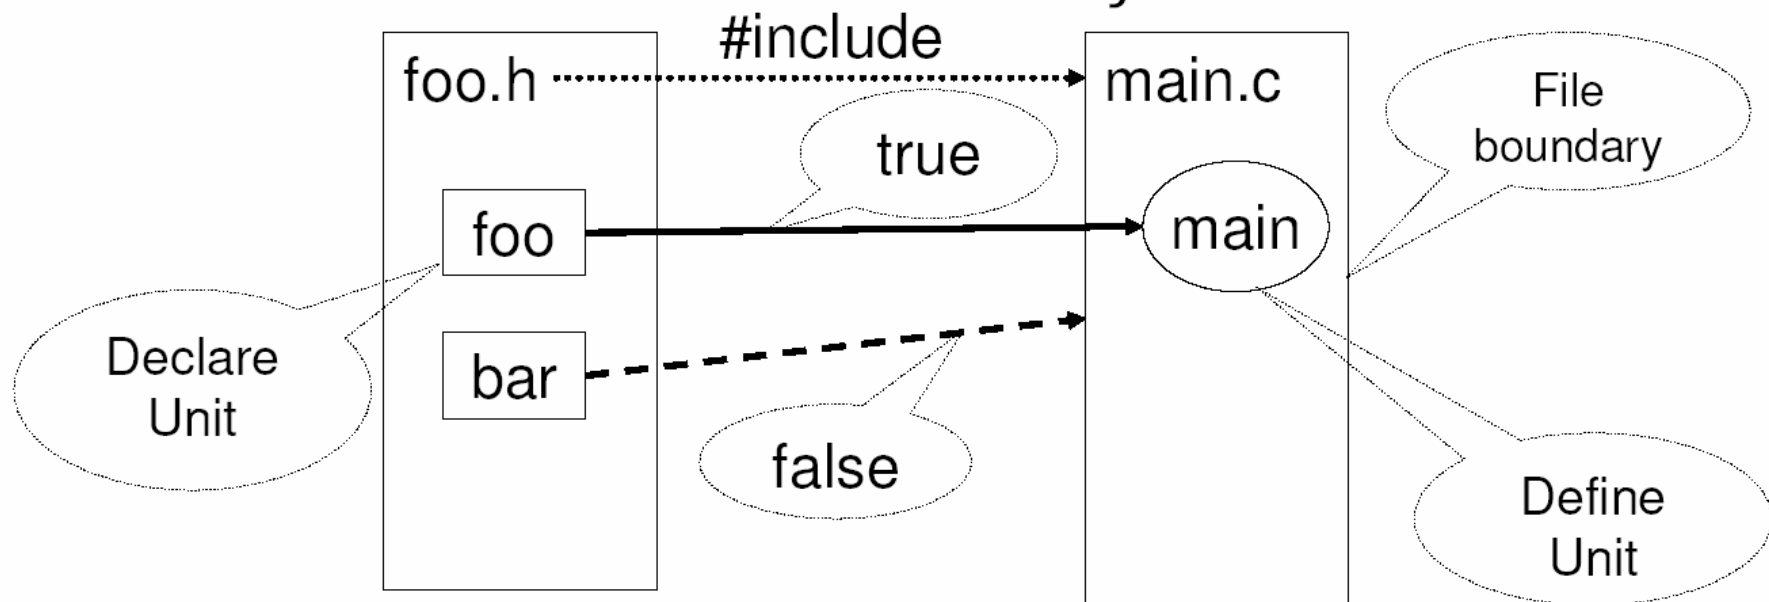 #include
foo.h
main.c
File
boundary
true
foo
main
Declare
Unit
bar
false
Define
Unit